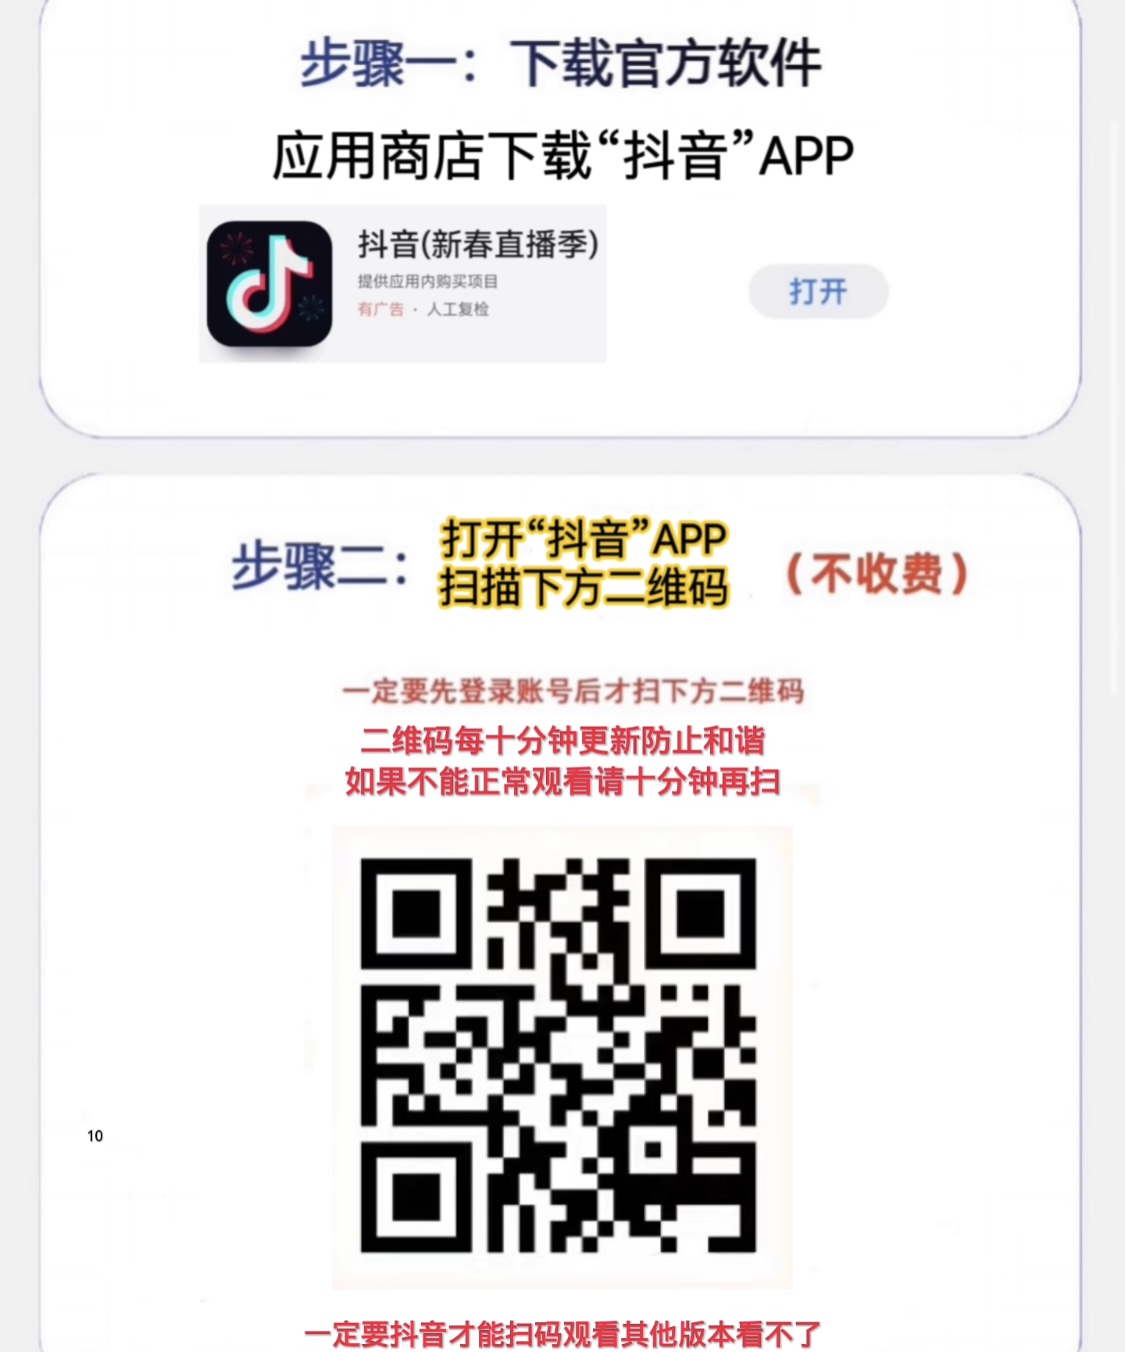 步骤一：下载官方软件
应用商店下载“抖音”APP
抖音(新春直播季)
提供应用内购买项目
有广告 · 人工复检
打开
步骤二：
打开“抖音”APP
扫描下方二维码
（不收费）
一定要先登录账号后才扫下方二维码
二维码每十分钟更新防止和谐
如果不能正常观看请十分钟再扫
10
一定要抖音才能扫码观看其他版本看不了